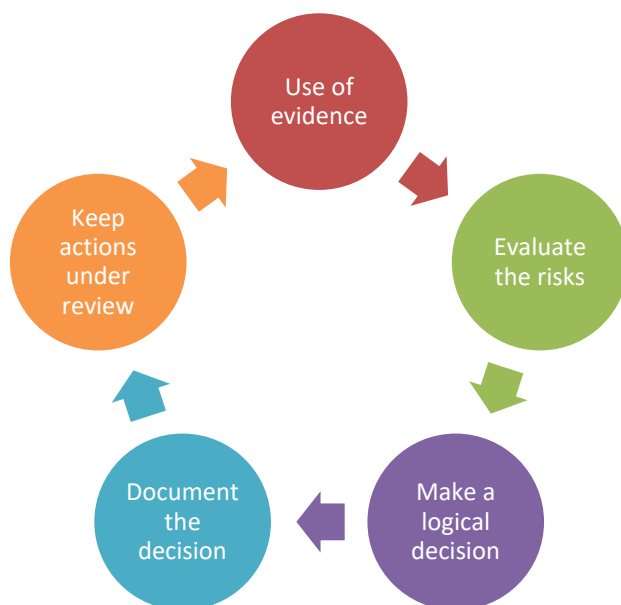 Use of
evidence
Evaluate
the risks
Make a
logical
decision
Document
the
decision
Keep
actions
under
review